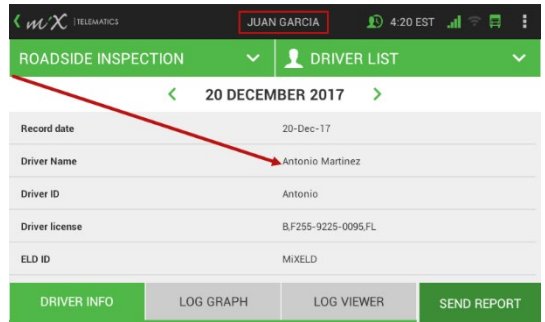 MiX TELEMATICS JUAN GARCIA 4:20 EST
ROADSIDE INSPECTION DRIVER LIST
20 DECEMBER 2017
Record date 20-Dec-17
Driver Name Antonio Martinez
Driver ID Antonio
Driver license B,F255-9225-0095,FL
ELD ID MiXELD
DRIVER INFO LOG GRAPH LOG VIEWER SEND REPORT